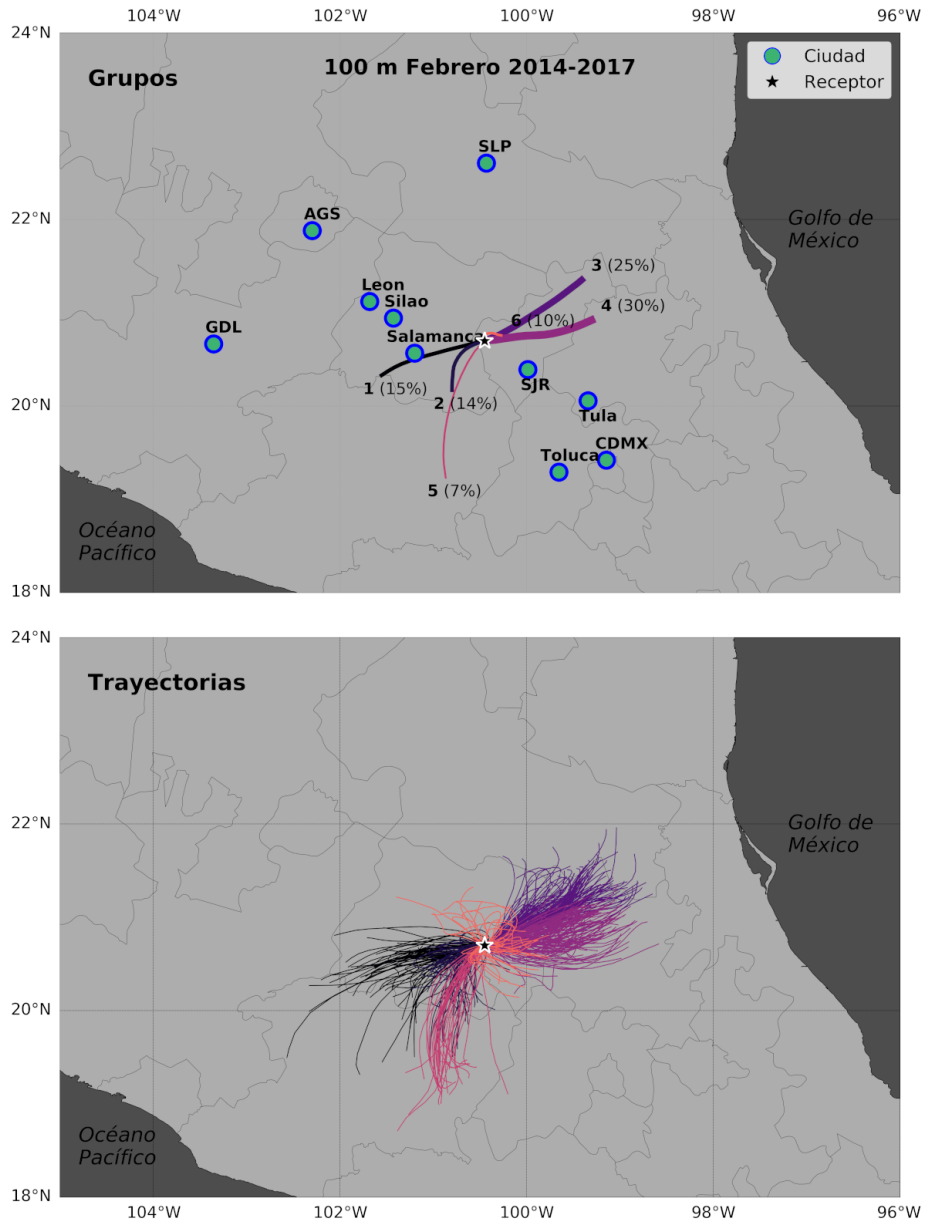 104°W 102°W 100°W 98°W 96°W
24°N
Grupos
100 m Febrero 2014-2017
Ciudad
Receptor
SLP
22°N
AGS
Golfo de
México
3 (25%)
Leon
Silao
4 (30%)
GDL
6 (10%)
Salamanca
1 (15%)
SJR
20°N
2 (14%)
Tula
CDMX
Toluca
5 (7%)
Océano
Pacífico
18°N
24°N
Trayectorias
22°N
Golfo de
México
20°N
Océano
Pacífico
18°N
104°W 102°W 100°W 98°W 96°W